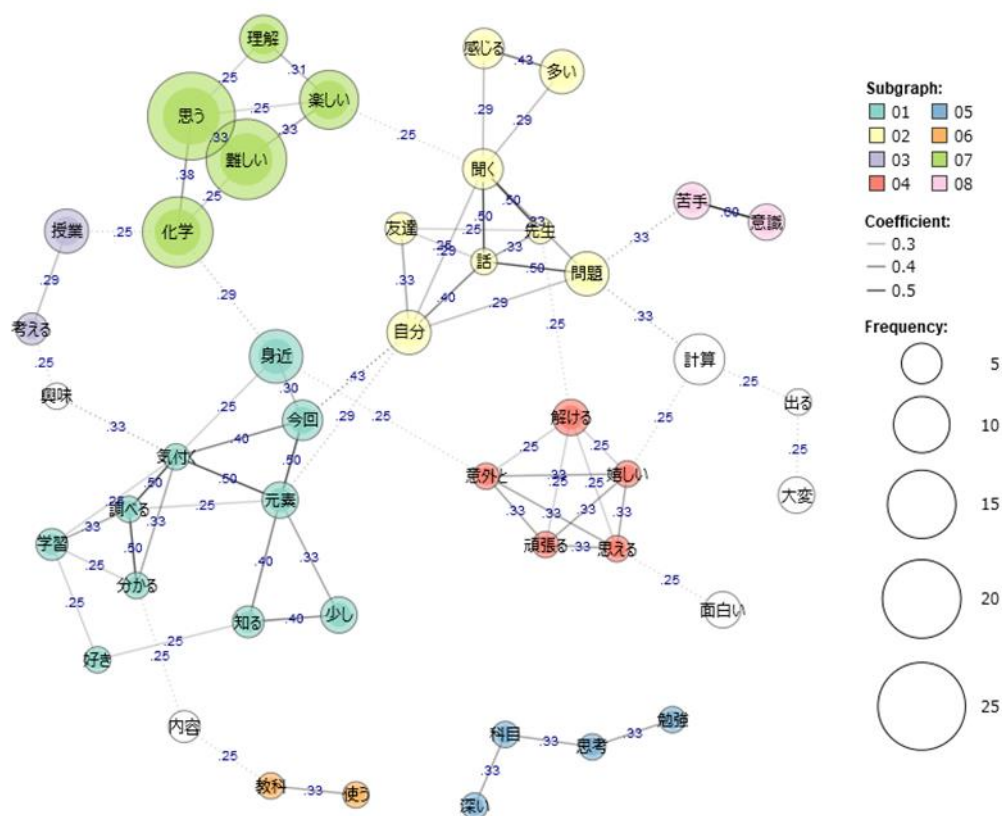 理解
.25
.31
思う
.25
楽しい
.33
.33
難しい
.38
.25
化学
授業
.25
.29
考える
.25
興味
.33
.29
.25
感じる
.43
多い
.29
.29
聞く
.50
.50
.33
友達
.25
先生
.33
話
.50
問題
.33
.40
.29
自分
.33
苦手
.60
意識
.33
計算
.25
出る
.25
大変
.25
.25
身近
.30
.43
.29
.25
今回
.25
.40
.50
気付く
.50
.50
元素
調べる
.25
.33
.33
学習
.50
.25
分かる
.25
.40
.33
知る
.40
少し
好き
.25
.25
内容
.25
教科
.33
使う
解ける
.25
.25
意外と
.33
嬉しい
.25
.25
.33
.33
.33
.33
頑張る
.33
思える
.25
面白い
科目
.33
思考
.33
勉強
.33
深い
Subgraph:
01 05
02 06
03 07
04 08
Coefficient:
0.3
0.4
0.5
Frequency:
5
10
15
20
25